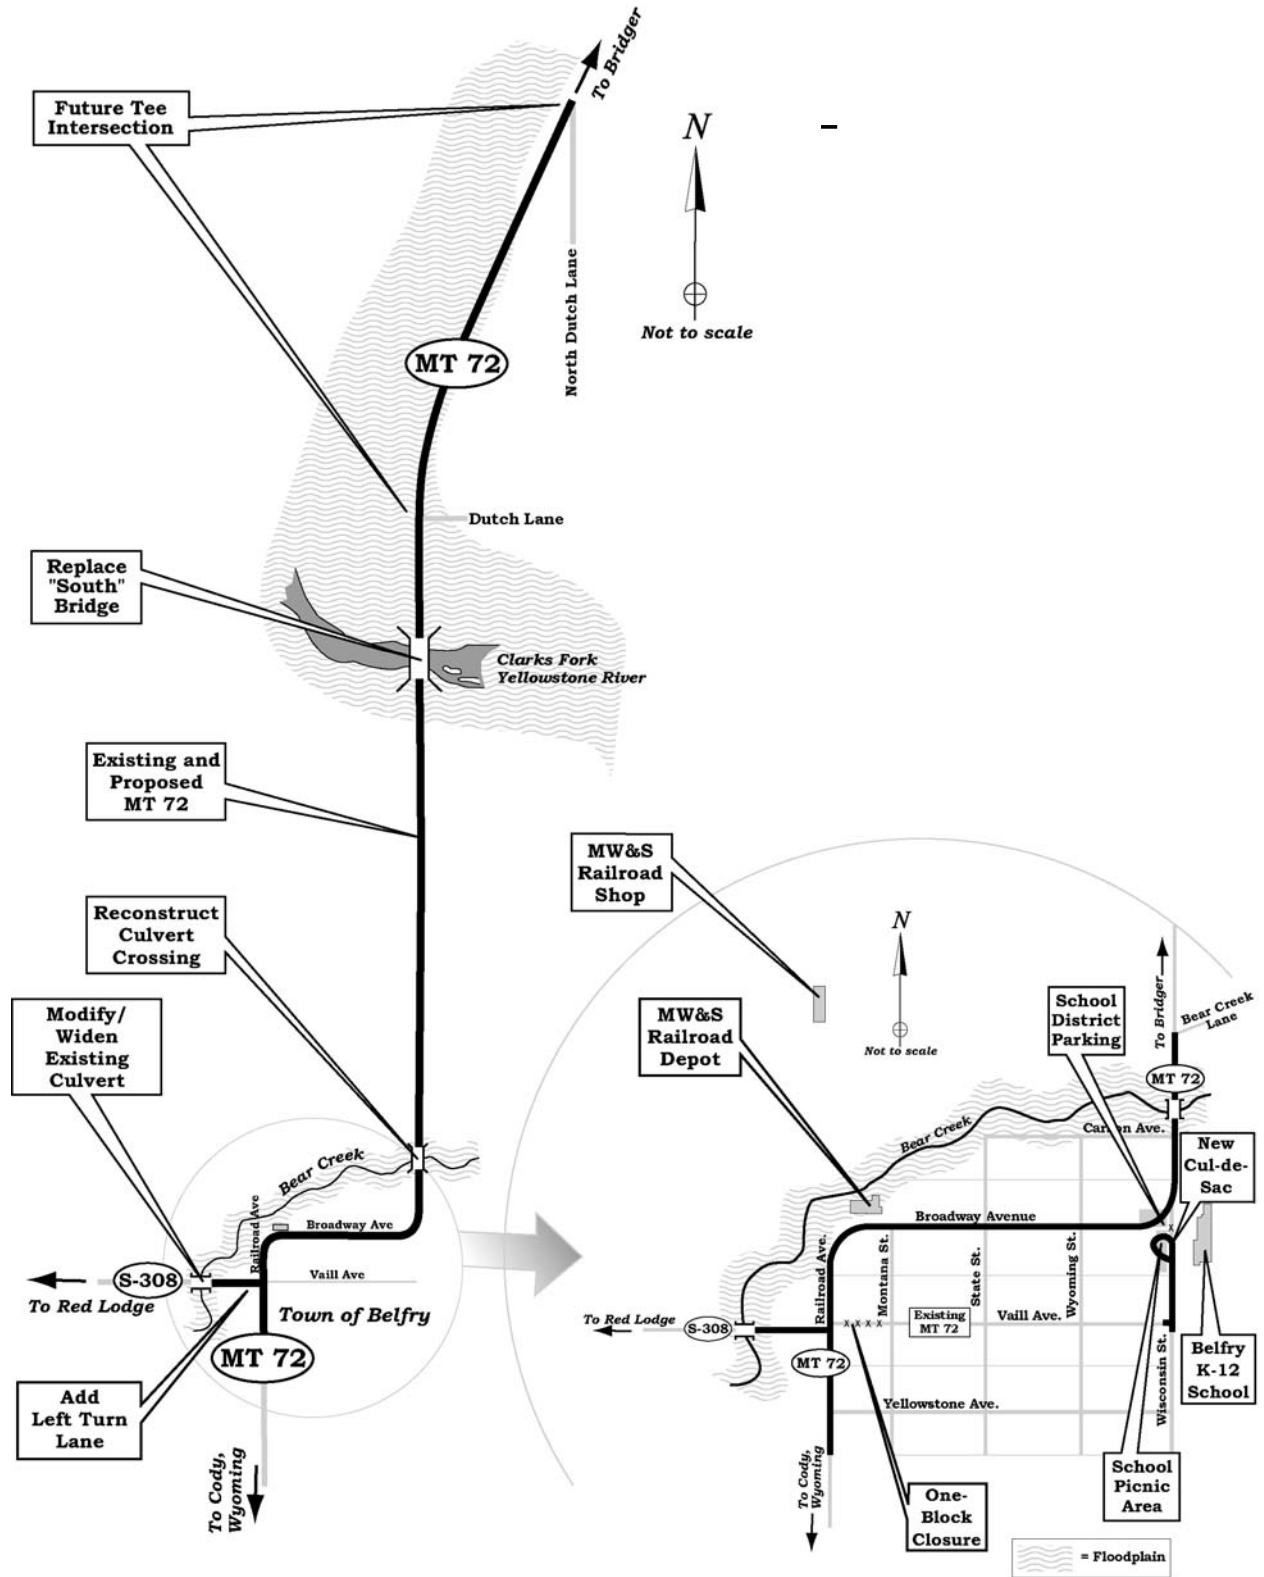 To Bridger
Future Tee
Intersection
N
Not to scale
North Dutch Lane
MT 72
Dutch Lane
Replace
"South"
Bridge
Clarks Fork
Yellowstone River
Existing and
Proposed
MT 72
Reconstruct
Culvert
Crossing
Modify/
Widen
Existing
Culvert
Bear Creek
Railroad Ave
Broadway Ave
S-308
Vaill Ave
To Red Lodge
Town of Belfry
MT 72
Add
Left Turn
Lane
To Cody,
Wyoming
MW&S
Railroad
Shop
N
Not to scale
MW&S
Railroad
Depot
School
District
Parking
To Bridger
Bear Creek
Lane
MT 72
Bear Creek
Carbon Ave.
New
Cul-de-
Sac
Broadway Avenue
Railroad Ave.
Montana St.
State St.
Wyoming St.
x
To Red Lodge
S-308
x x x x
Existing
MT 72
Vaill Ave.
MT 72
Wisconsin St.
Belfry
K-12
School
Yellowstone Ave.
School
Picnic
Area
To Cody,
Wyoming
One-
Block
Closure
= Floodplain